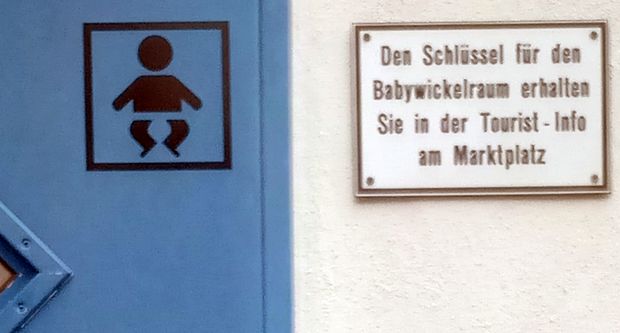 Den Schlüssel für den
Babywickelraum erhalten
Sie in der Tourist-Info
am Marktplatz